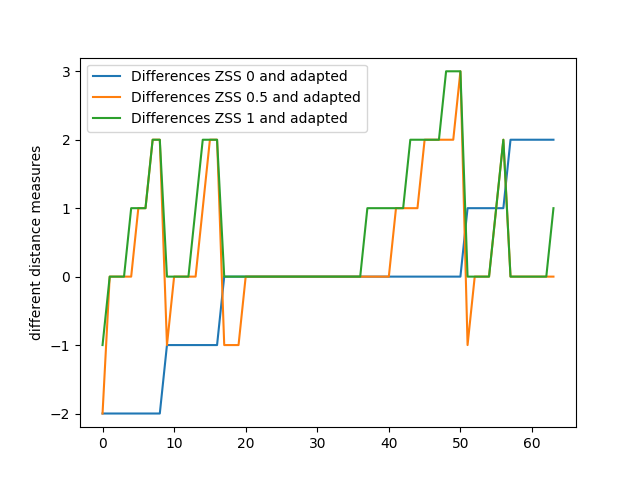 Differences ZSS 0 and adapted
Differences ZSS 0.5 and adapted
Differences ZSS 1 and adapted
different distance measures
3
2
1
0
−1
−2
0 10 20 30 40 50 60